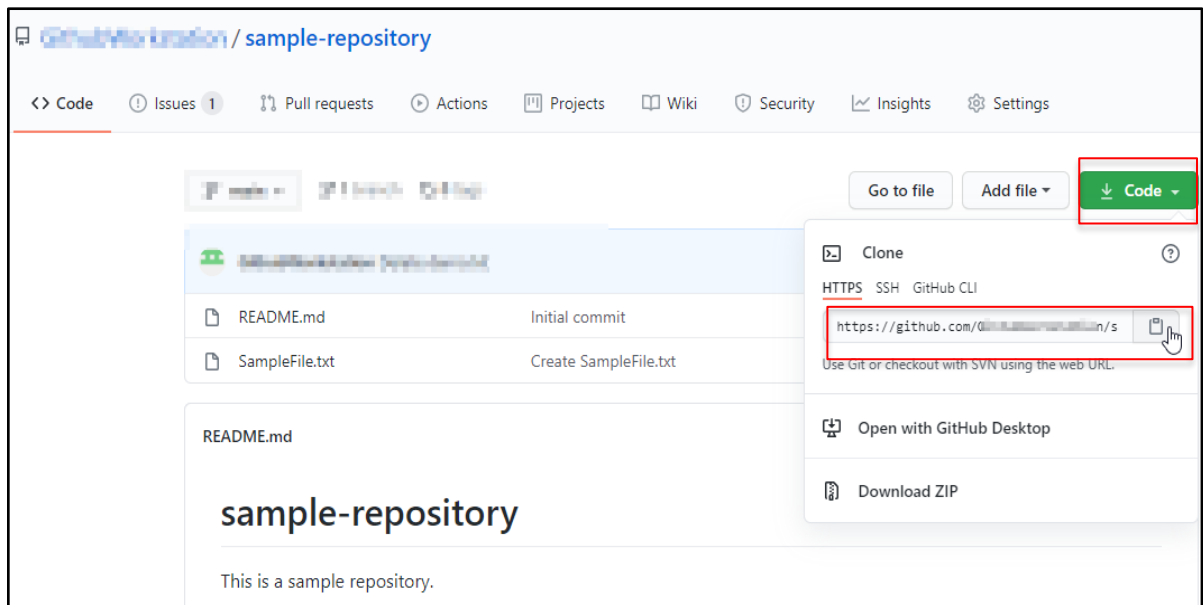 / sample-repository
Code Issues 1 Pull requests Actions Projects Wiki Security Insights Settings
Go to file Add file Code
Clone
HTTPS SSH GitHub CLI
https://github.com/
Use Git or checkout with SVN using the web URL.
Open with GitHub Desktop
Download ZIP
README.md Initial commit
SampleFile.txt Create SampleFile.txt
README.md
sample-repository
This is a sample repository.